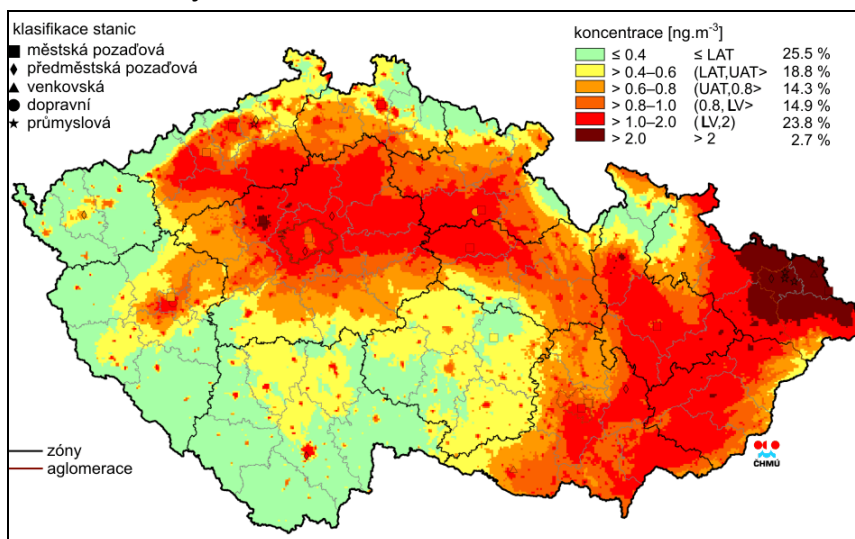 klasifikace stanic
městská pozaďová
předměstská pozaďová
venkovská
dopravní
průmyslová
koncentrace [ng.m-3]
≤ 0.4 ≤ LAT 25.5 %
> 0.4–0.6 (LAT,UAT> 18.8 %
> 0.6–0.8 (UAT,0.8> 14.3 %
> 0.8–1.0 (0.8, LV> 14.9 %
> 1.0–2.0 (LV,2) 23.8 %
> 2.0 > 2 2.7 %
zóny
aglomerace
ČHMÚ